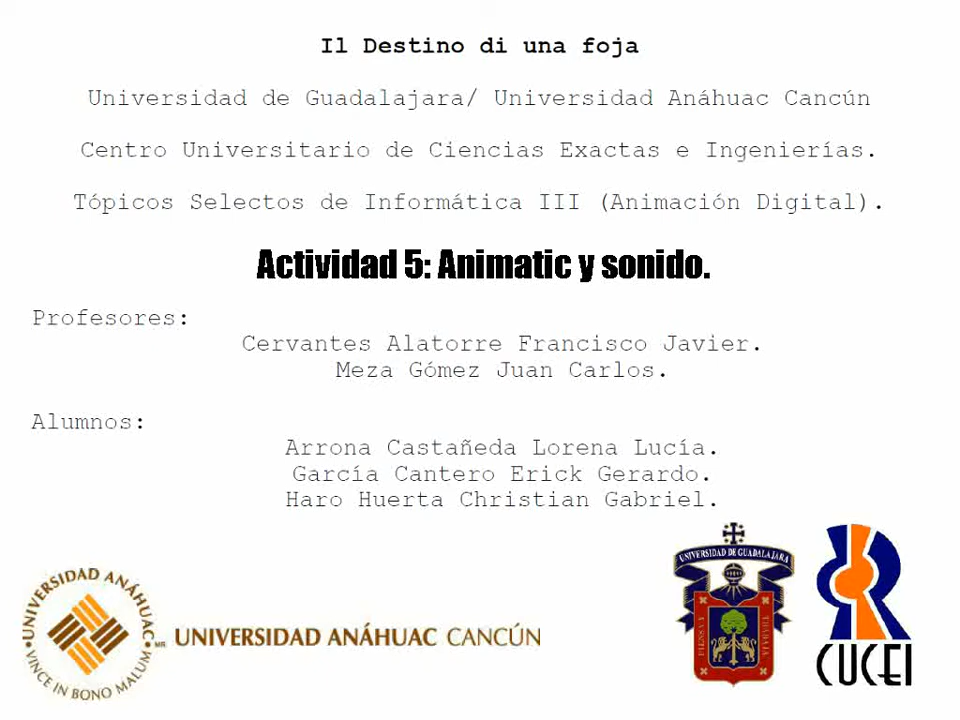 Il Destino di una foja
Universidad de Guadalajara/ Universidad Anáhuac Cancún
Centro Universitario de Ciencias Exactas e Ingenierías.
Tópicos Selectos de Informática III (Animación Digital).
Actividad 5: Animatic y sonido.
Profesores:
Cervantes Alatorre Francisco Javier.
Meza Gómez Juan Carlos.
Alumnos:
Arrona Castañeda Lorena Lucía.
García Cantero Erick Gerardo.
Haro Huerta Christian Gabriel.
UNIVERSIDAD ANÁHUAC
VINCE IN BONO MALUM
MR
UNIVERSIDAD ANÁHUAC CANCÚN
UNIVERSIDAD DE GUADALAJARA
PIENSA Y
TRABAJA
CUCEI